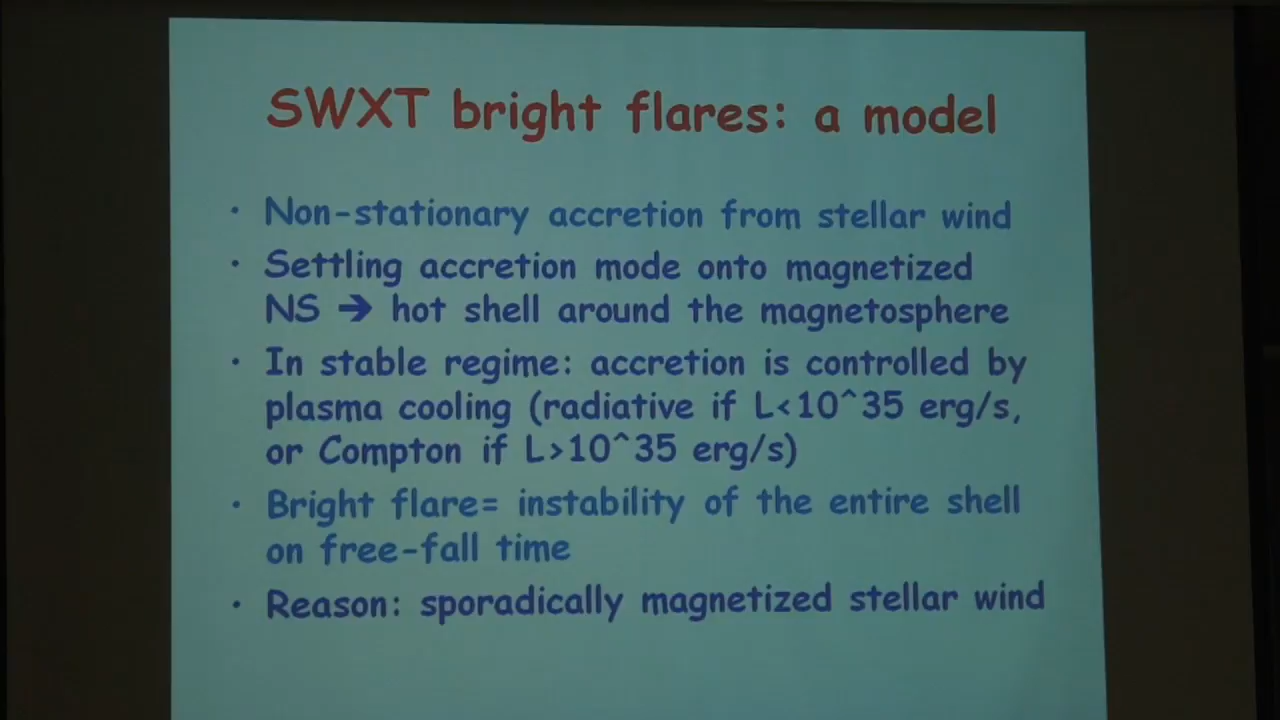 SWXT bright flares: a model
• Non-stationary accretion from stellar wind
• Settling accretion mode onto magnetized
NS ➔ hot shell around the magnetosphere
• In stable regime: accretion is controlled by
plasma cooling (radiative if L<10^35 erg/s,
or Compton if L>10^35 erg/s)
• Bright flare= instability of the entire shell
on free-fall time
• Reason: sporadically magnetized stellar wind